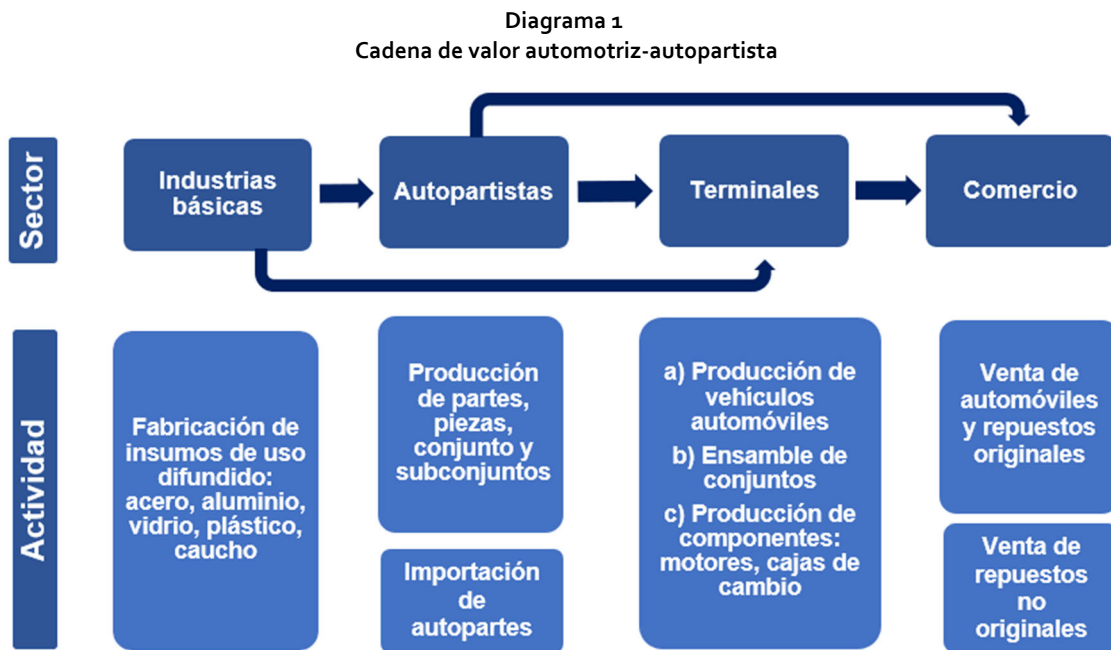 Diagrama 1
Cadena de valor automotriz-autopartista
Sector
Industrias
básicas
Autopartistas
Terminales
Comercio
Actividad
Fabricación de
insumos de uso
difundido:
acero, aluminio,
vidrio, plástico,
caucho
Producción
de partes,
piezas,
conjunto y
subconjuntos
Importación
de
autopartes
a) Producción de
vehículos
automóviles
b) Ensamble de
conjuntos
c) Producción de
componentes:
motores, cajas de
cambio
Venta de
automóviles
y repuestos
originales
Venta de
repuestos
no
originales